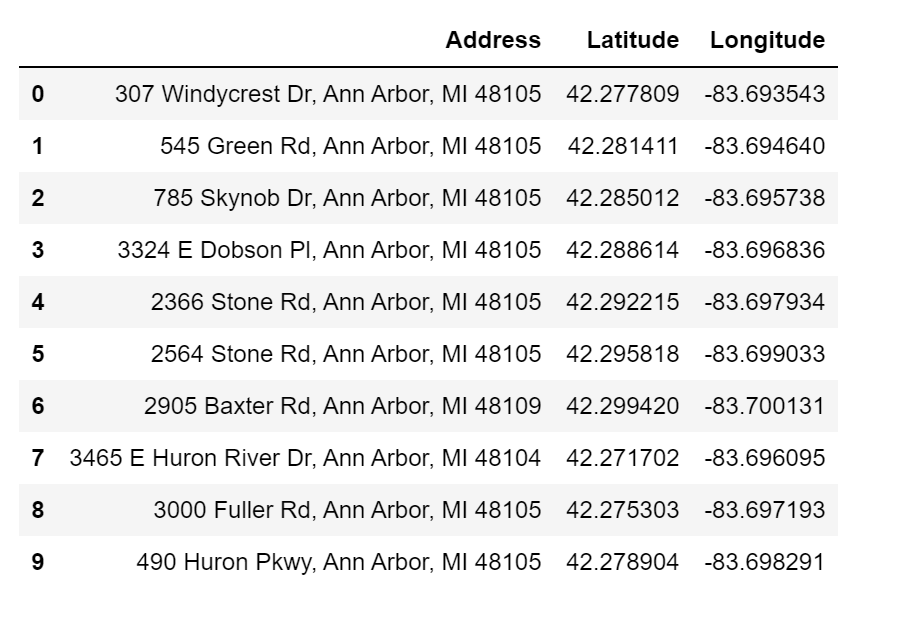 Address Latitude Longitude
0 307 Windycrest Dr, Ann Arbor, MI 48105 42.277809 -83.693543
1 545 Green Rd, Ann Arbor, MI 48105 42.281411 -83.694640
2 785 Skynob Dr, Ann Arbor, MI 48105 42.285012 -83.695738
3 3324 E Dobson Pl, Ann Arbor, MI 48105 42.288614 -83.696836
4 2366 Stone Rd, Ann Arbor, MI 48105 42.292215 -83.697934
5 2564 Stone Rd, Ann Arbor, MI 48105 42.295818 -83.699033
6 2905 Baxter Rd, Ann Arbor, MI 48109 42.299420 -83.700131
7 3465 E Huron River Dr, Ann Arbor, MI 48104 42.271702 -83.696095
8 3000 Fuller Rd, Ann Arbor, MI 48105 42.275303 -83.697193
9 490 Huron Pkwy, Ann Arbor, MI 48105 42.278904 -83.698291